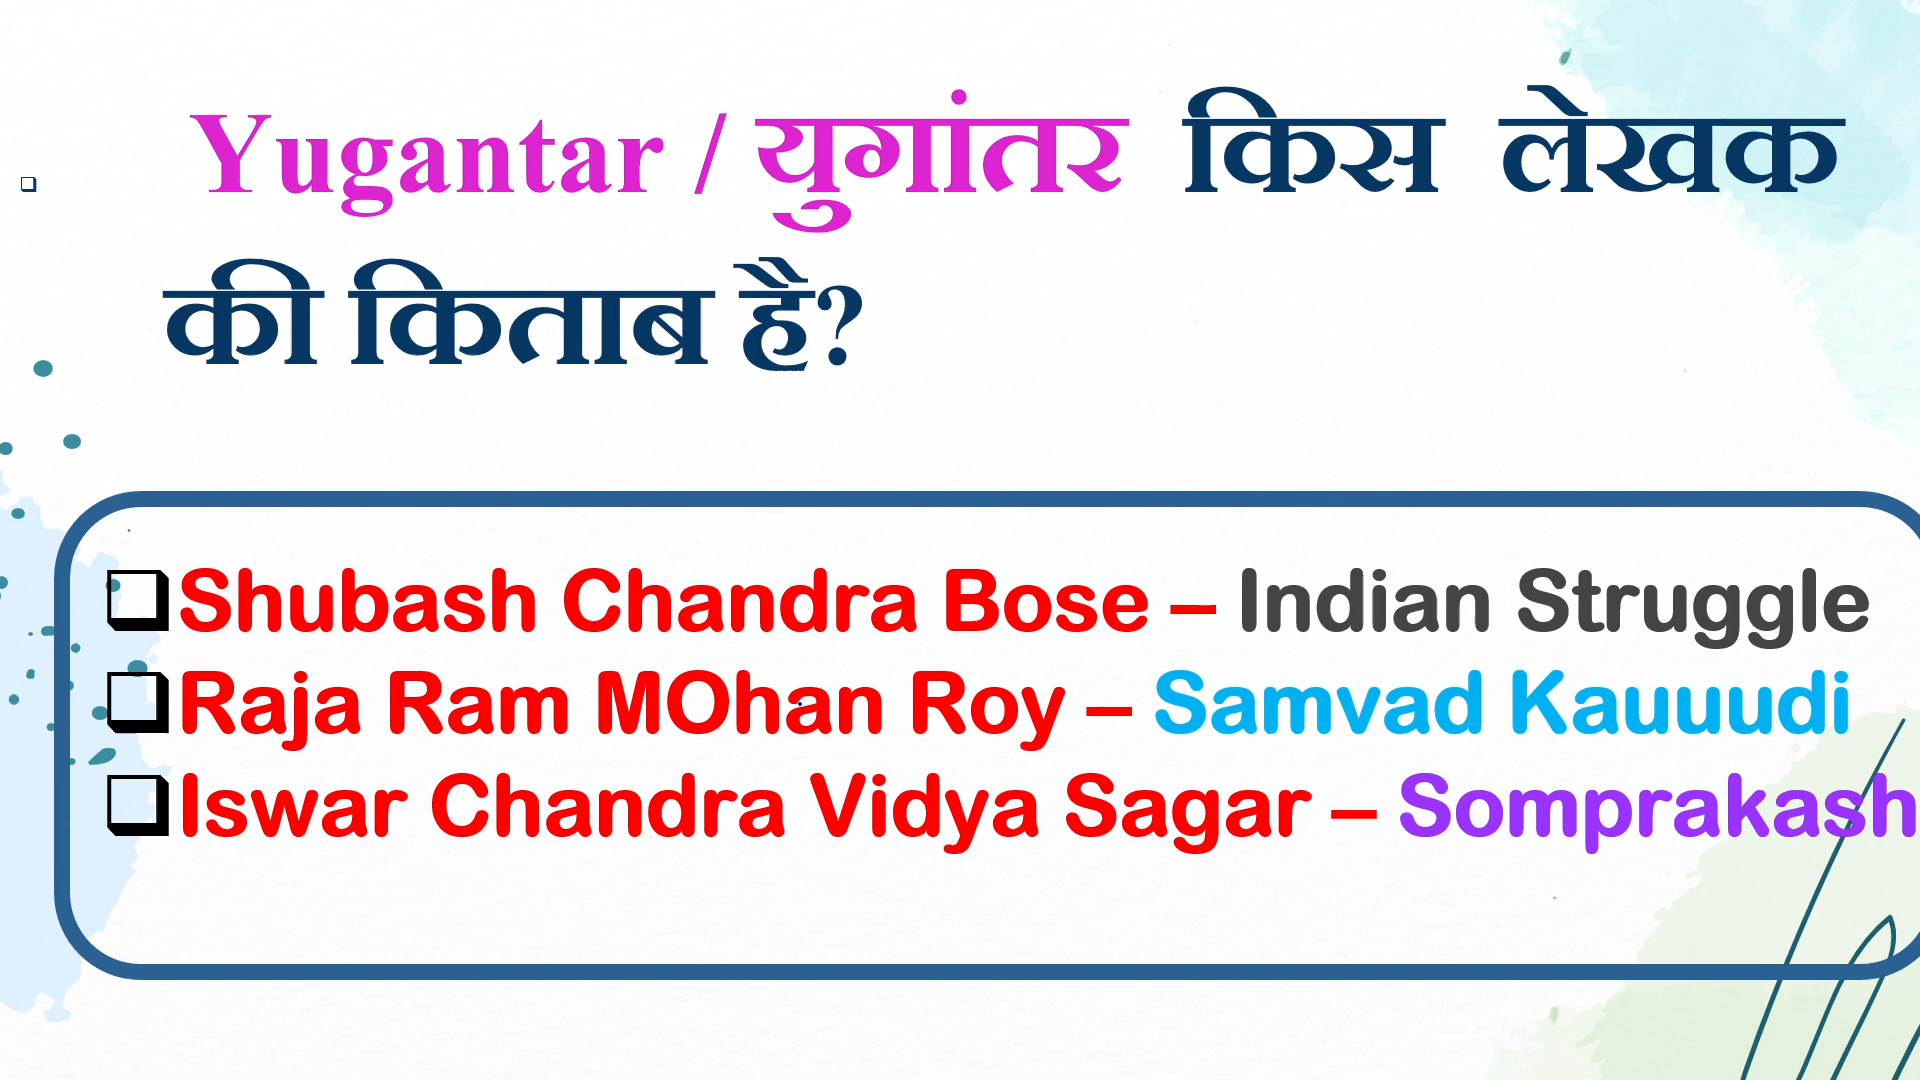 Yugantar / युगांतर किस लेखक
की किताब है?
Shubash Chandra Bose – Indian Struggle
Raja Ram MOhan Roy – Samvad Kauuudi
Iswar Chandra Vidya Sagar – Somprakash